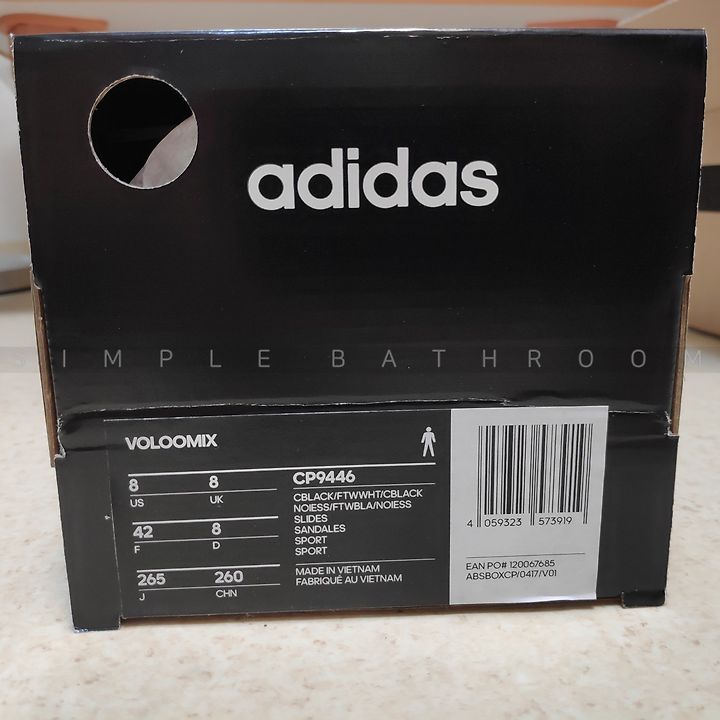 adidas
SIMPLE BATHROOM
VOLOOMIX
8 8
US UK
42 8
F D
265 260
J CHN
CP9446
CBLACK/FTWWHT/CBLACK
NOIESS/FTWBLA/NOIESS
SLIDES
SANDALES
SPORT
SPORT
MADE IN VIETNAM
FABRIQUÉ AU VIETNAM
4 059323 573919
EAN PO# 120067685
ABSBOXCP/0417/V01